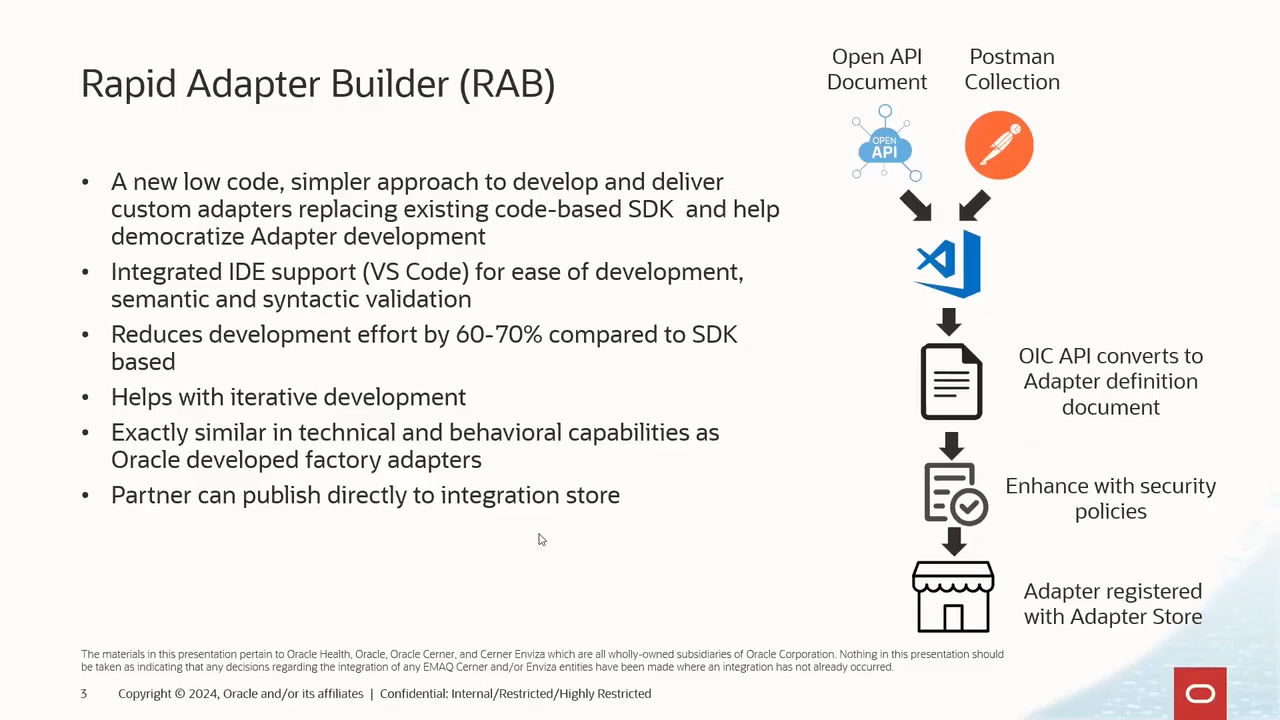 Rapid Adapter Builder (RAB)
• A new low code, simpler approach to develop and deliver
custom adapters replacing existing code-based SDK  and help
democratize Adapter development
• Integrated IDE support (VS Code) for ease of development,
semantic and syntactic validation
• Reduces development effort by 60-70% compared to SDK
based
• Helps with iterative development
• Exactly similar in technical and behavioral capabilities as
Oracle developed factory adapters
• Partner can publish directly to integration store
Open API
Document
Postman
Collection
OPEN
API
OIC API converts to
Adapter definition
document
Enhance with security
policies
Adapter registered
with Adapter Store
The materials in this presentation pertain to Oracle Health, Oracle, Oracle Cerner, and Cerner Enviza which are all wholly-owned subsidiaries of Oracle Corporation. Nothing in this presentation should
be taken as indicating that any decisions regarding the integration of any EMAQ Cerner and/or Enviza entities have been made where an integration has not already occurred.
3 Copyright © 2024, Oracle and/or its affiliates | Confidential: Internal/Restricted/Highly Restricted